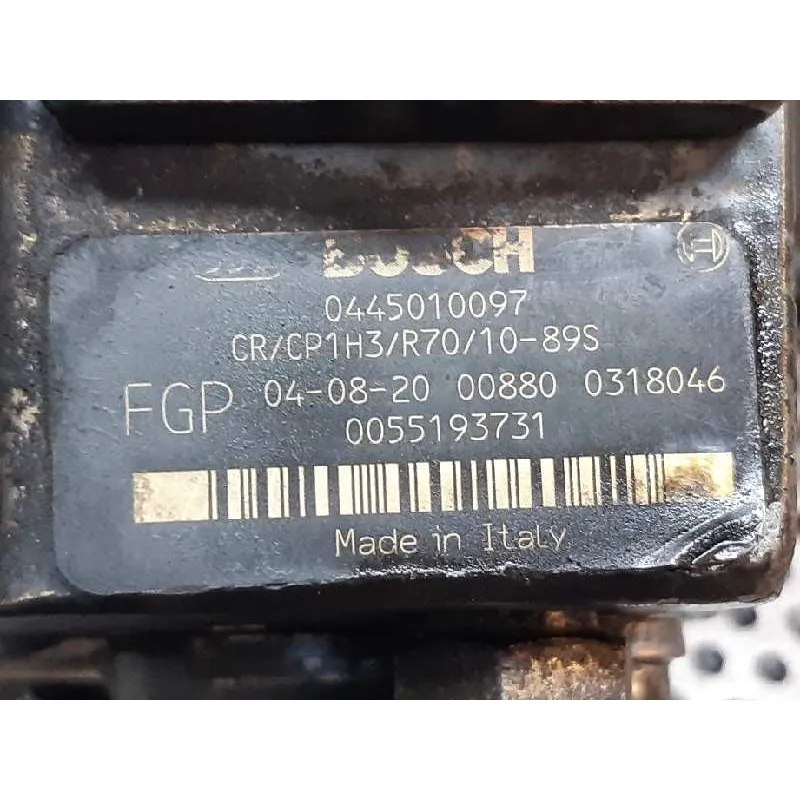 BOSCH
0445010097
CR/CP1H3/R70/10-89S
FGP 04-08-20 00880 0318046
0055193731
Made in Italy